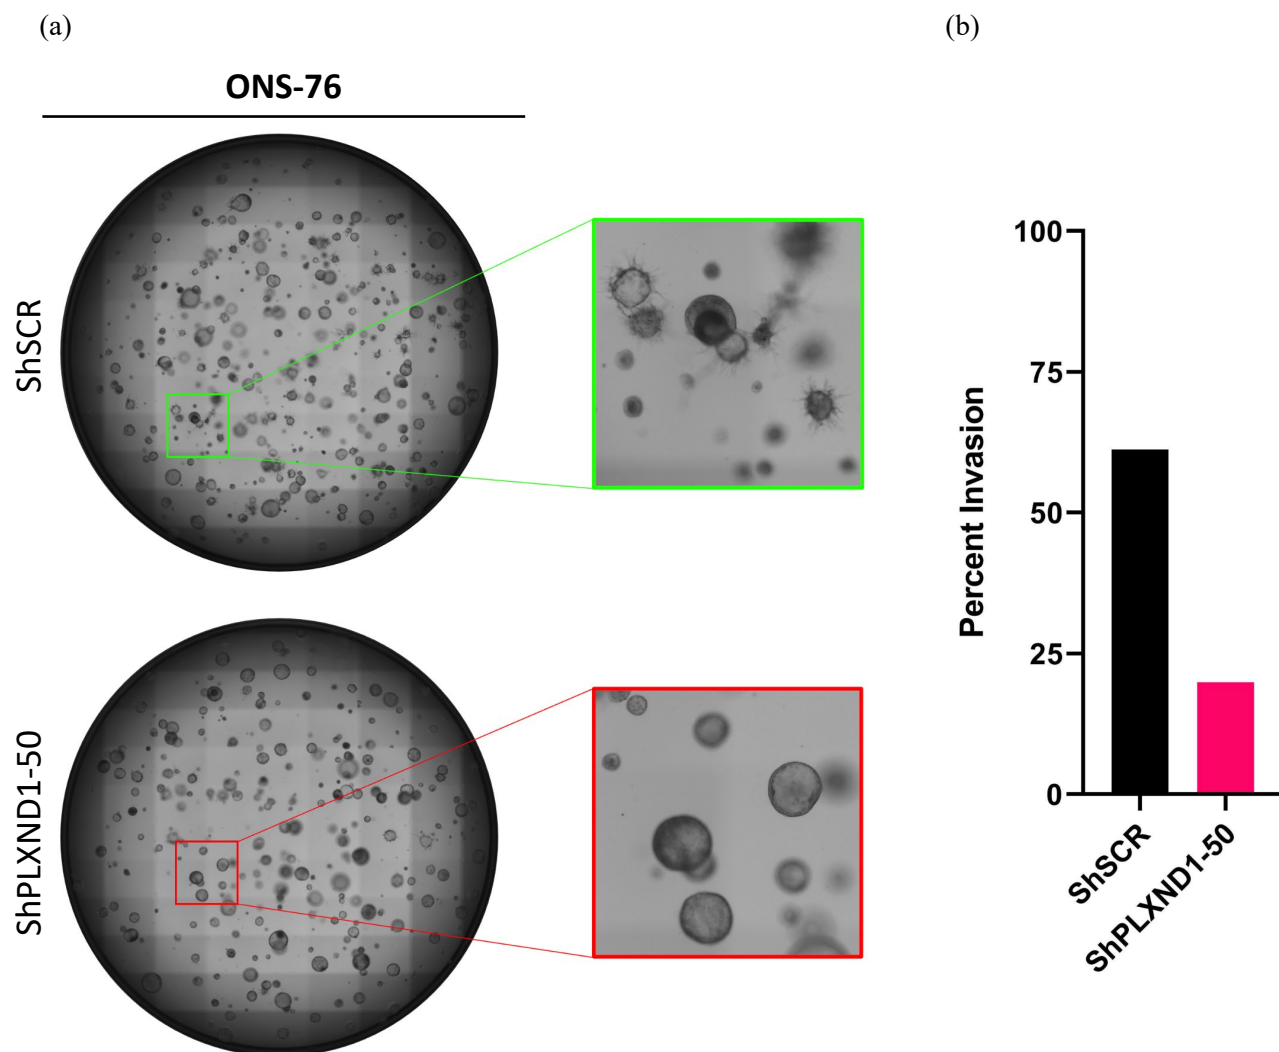 (a)
ONS-76
ShSCR
ShPLXND1-50
(b)
Percent Invasion
100
75
50
25
0
ShSCR
ShPLXND1-50